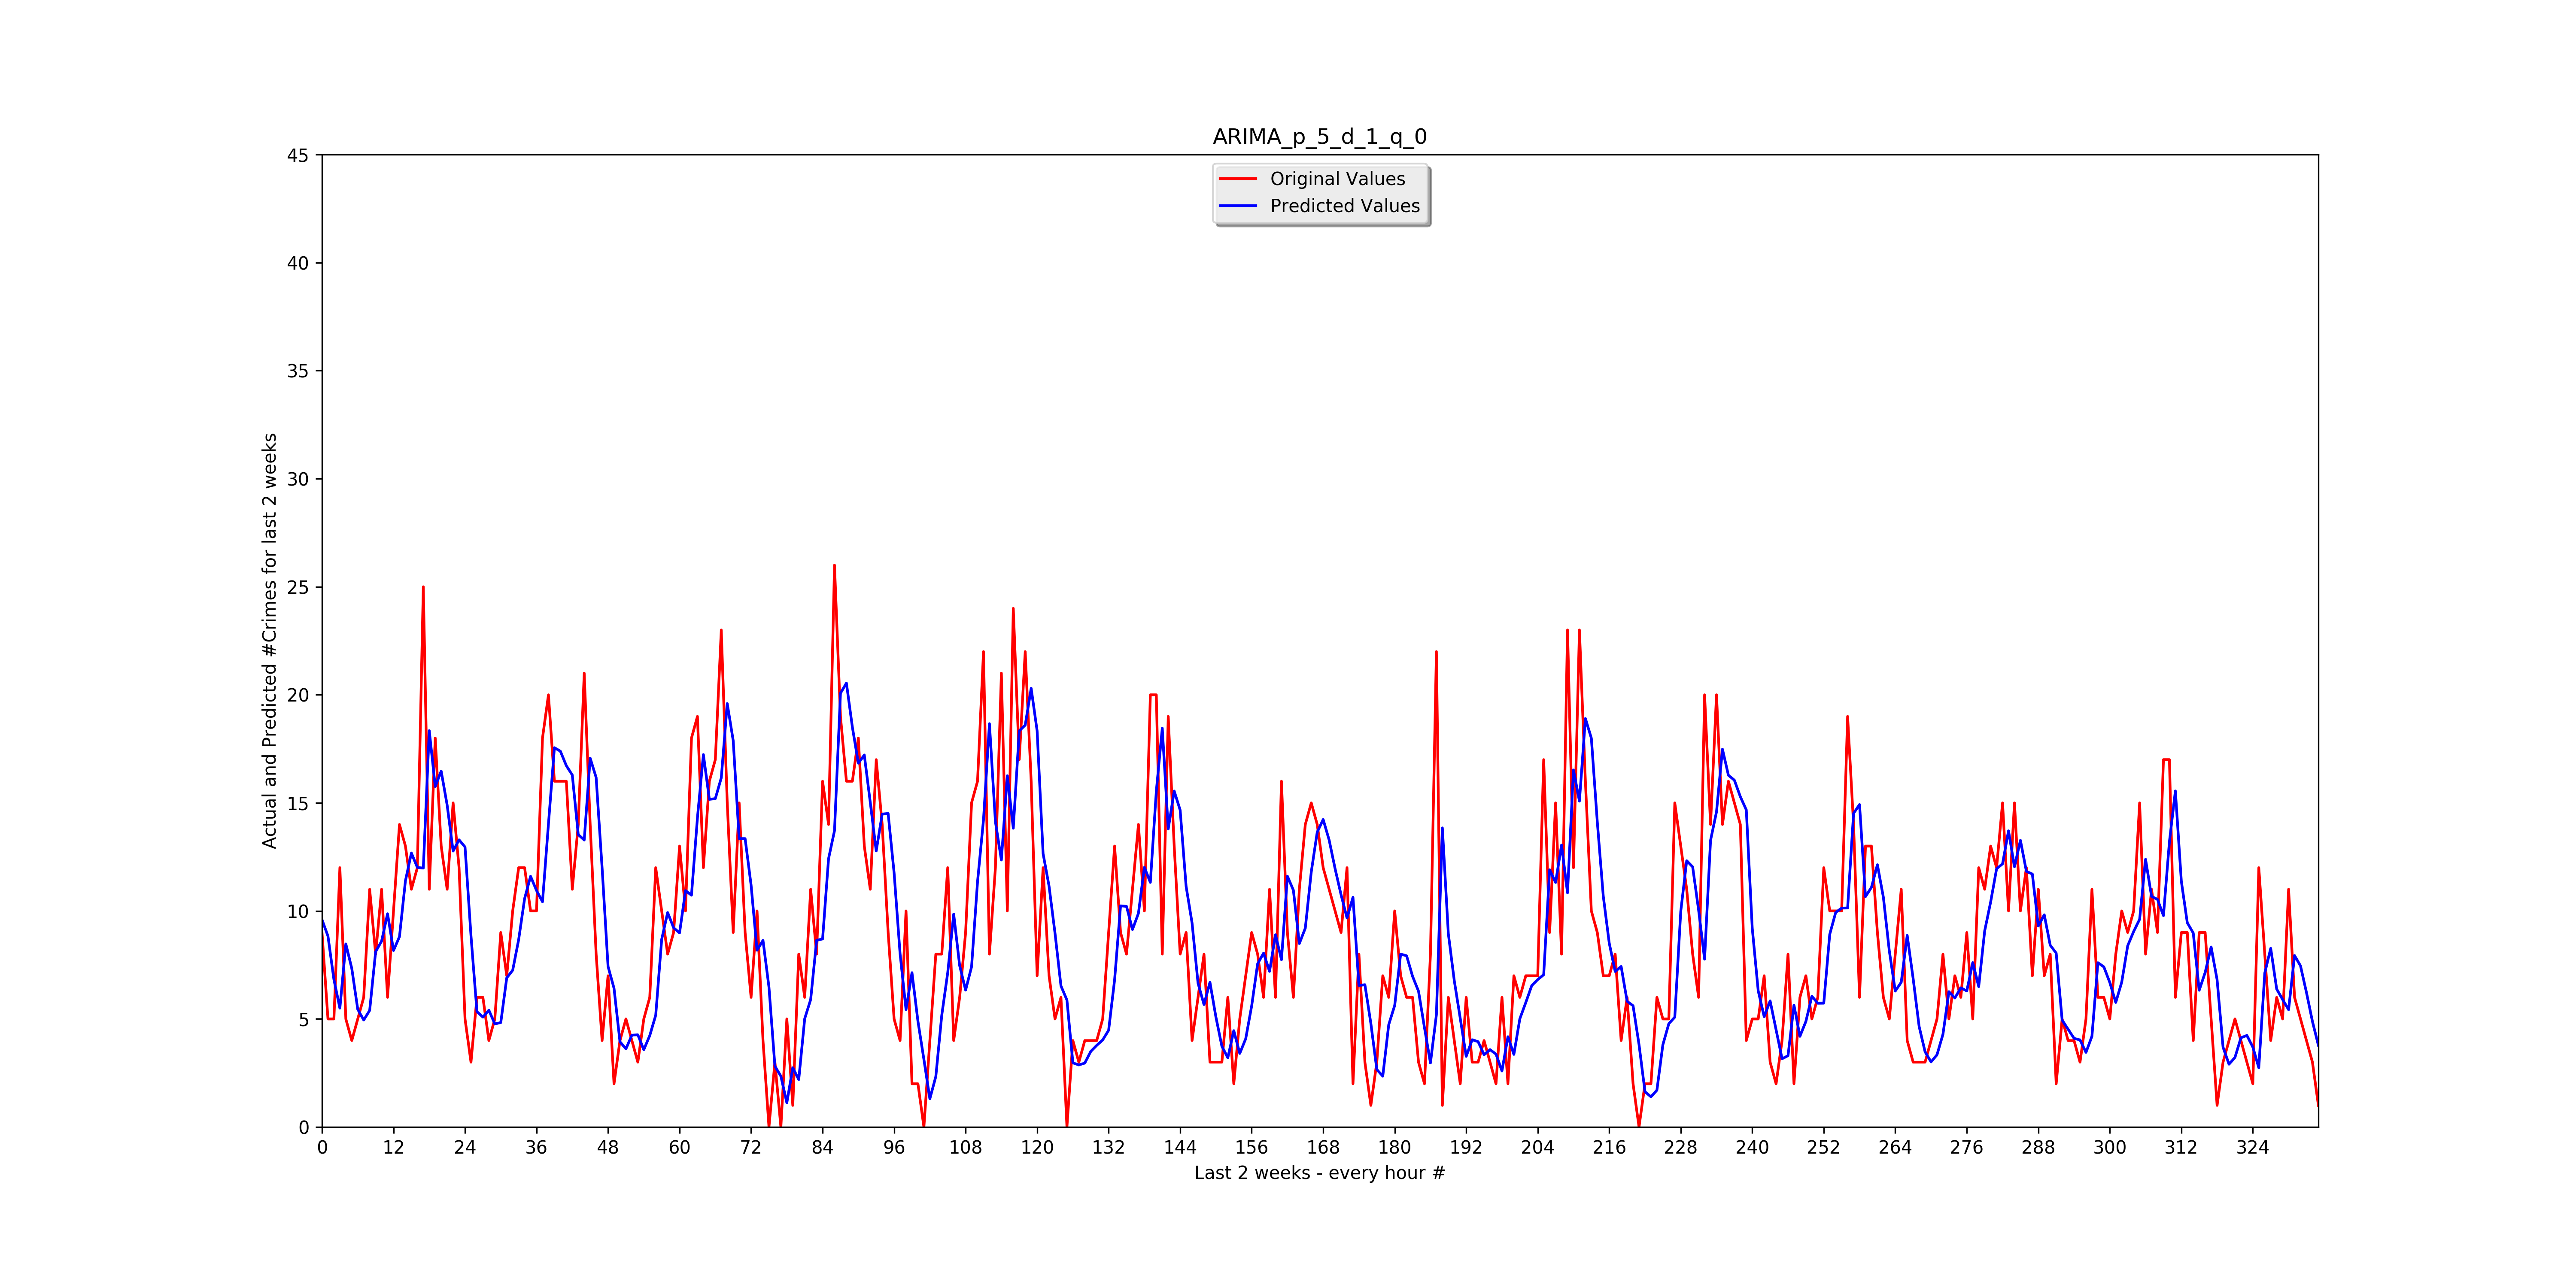 ARIMA_p_5_d_1_q_0
Original Values
Predicted Values
Actual and Predicted #Crimes for last 2 weeks
45
40
35
30
25
20
15
10
5
0
0 12 24 36 48 60 72 84 96 108 120 132 144 156 168 180 192 204 216 228 240 252 264 276 288 300 312 324
Last 2 weeks - every hour #